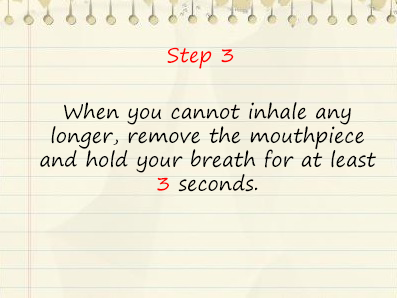 Step 3
When you cannot inhale any
longer, remove the mouthpiece
and hold your breath for at least
3 seconds.